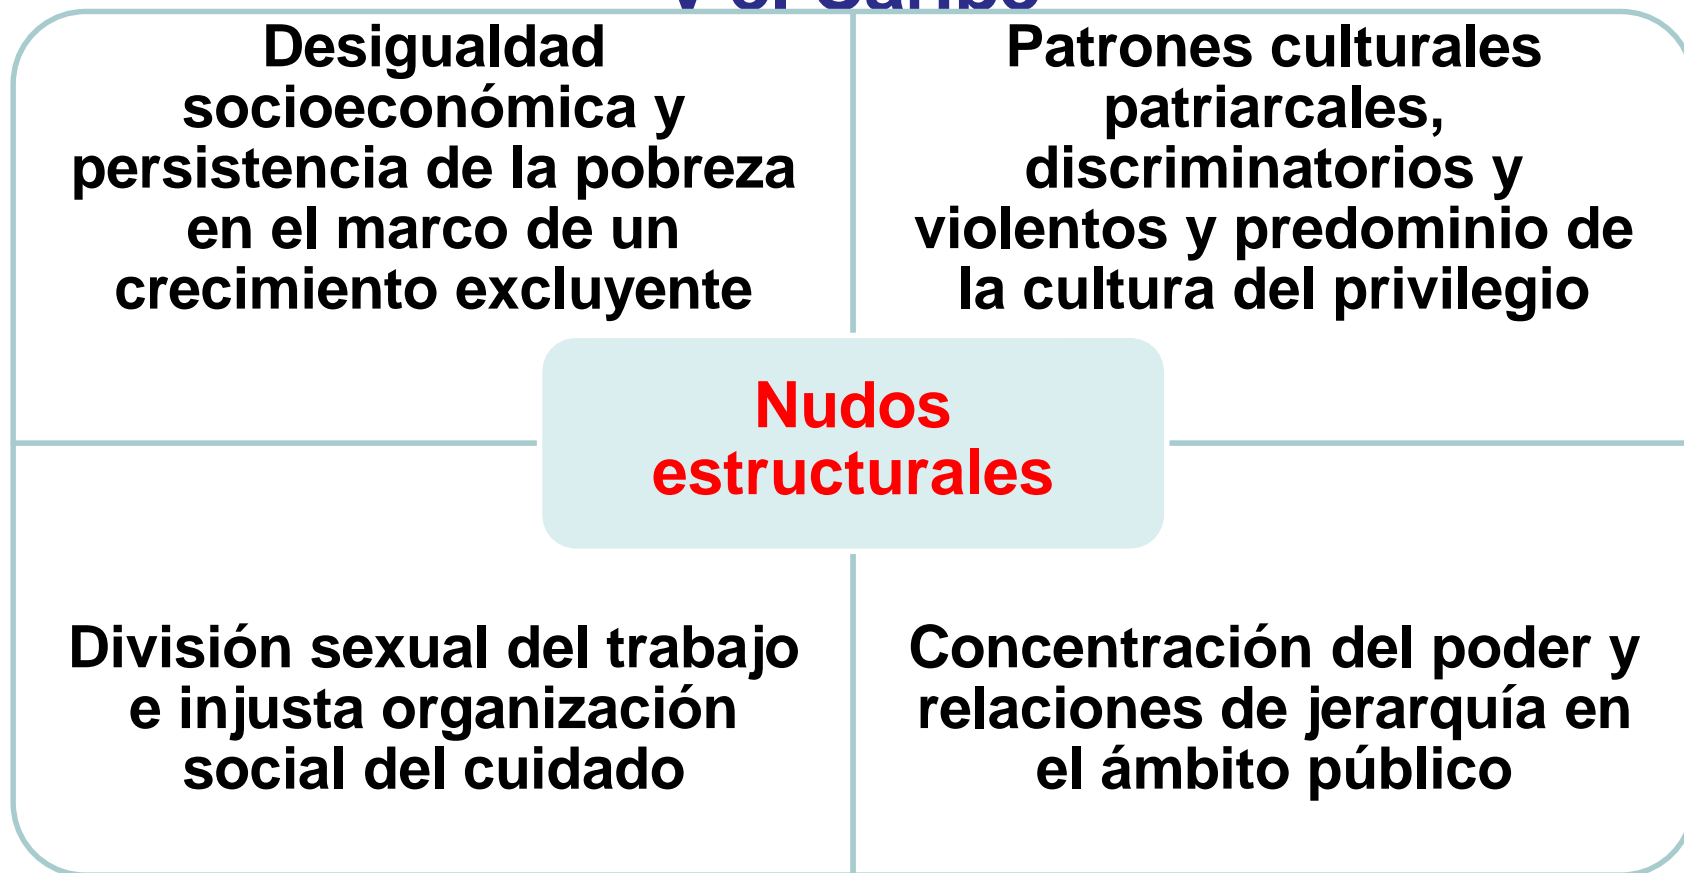 y el Caribe
Desigualdad
socioeconómica y
persistencia de la pobreza
en el marco de un
crecimiento excluyente
Patrones culturales
patriarcales,
discriminatorios y
violentos y predominio de
la cultura del privilegio
Nudos
estructurales
División sexual del trabajo
e injusta organización
social del cuidado
Concentración del poder y
relaciones de jerarquía en
el ámbito público